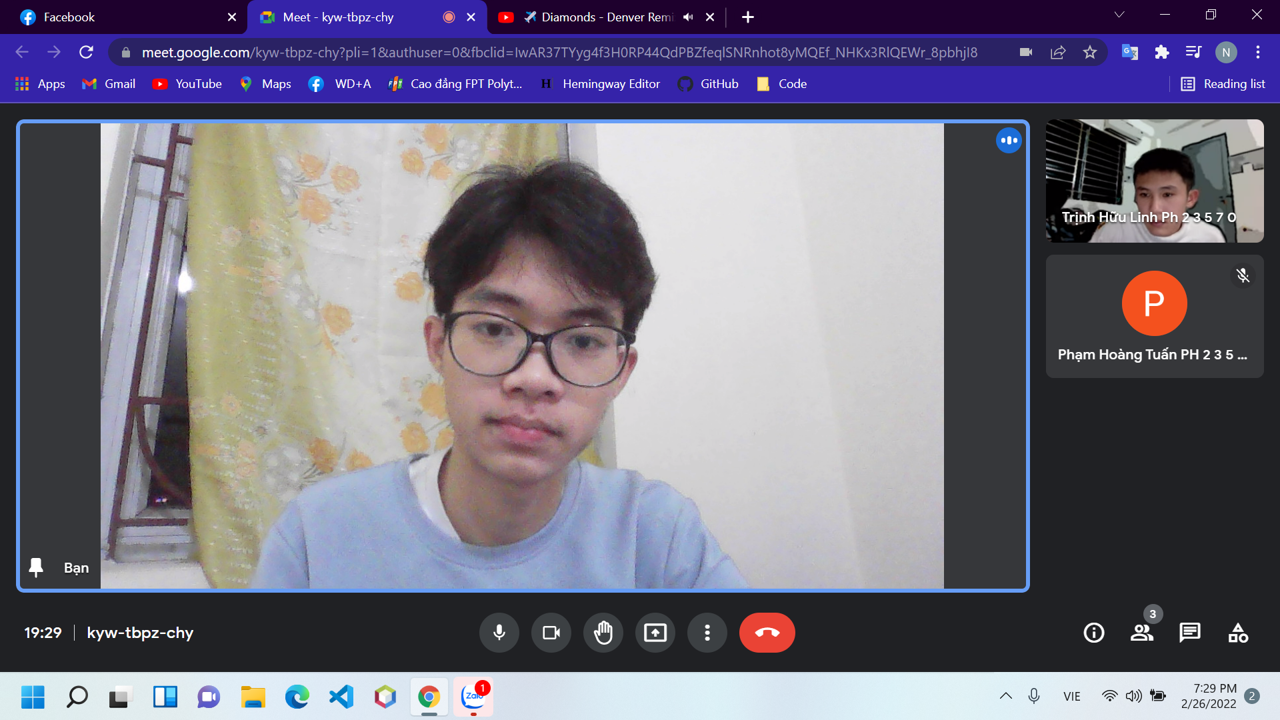 Facebook
Meet - kyw-tbpz-chy
Diamonds - Denver Remi
meet.google.com/kyw-tbpz-chy?pli=1&authuser=0&fbclid=IwAR37TYyg4f3H0RP44QdPBZfeqlSNRnhot8yMQEf_NHKx3RlQEWr_8pbhjI8
N
Apps
Gmail
YouTube
Maps
WD+A
Cao đẳng FPT Polyt...
H
Hemingway Editor
GitHub
Code
Reading list
Trịnh Hữu Linh Ph 2 3 5 7 0
P
Phạm Hoàng Tuấn PH 2 3 5 ...
Bạn
19:29 | kyw-tbpz-chy
3
Zalo
1
VIE
7:29 PM
2/26/2022
2